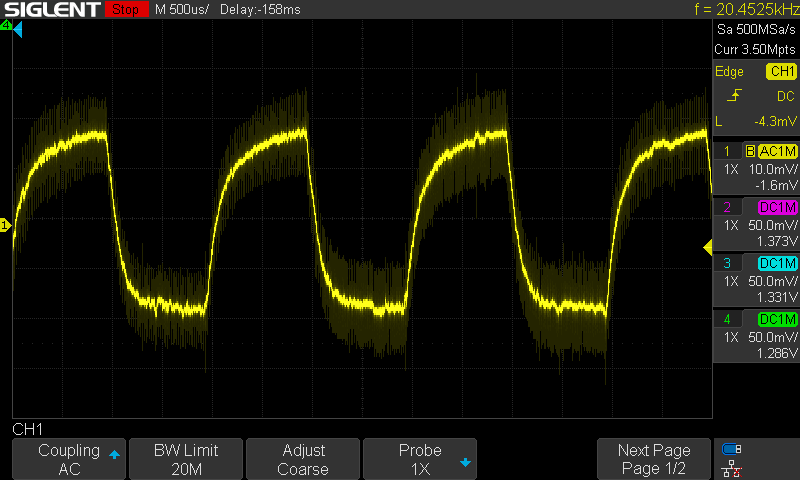 SIGLENT Stop M 500us/ Delay:-158ms f = 20.4525kHz
Sa 500MSa/s
Curr 3.50Mpts
Edge CH1
DC
L -4.3mV
1 B AC1M
1X 10.0mV/
-1.6mV
2 DC1M
1X 50.0mV/
1.373V
3 DC1M
1X 50.0mV/
1.331V
4 DC1M
1X 50.0mV/
1.286V
4
1
CH1
Coupling
AC
BW Limit
20M
Adjust
Coarse
Probe
1X
Next Page
Page 1/2